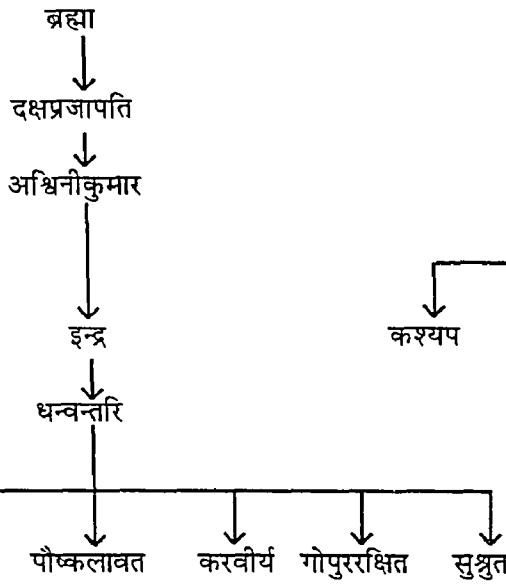 ब्रह्मा
दक्षप्रजापति
अश्विनीकुमार
इन्द्र कश्यप
धन्वन्तरि
पौष्कलावत करवीर्य गोपुररक्षित सुश्रुत